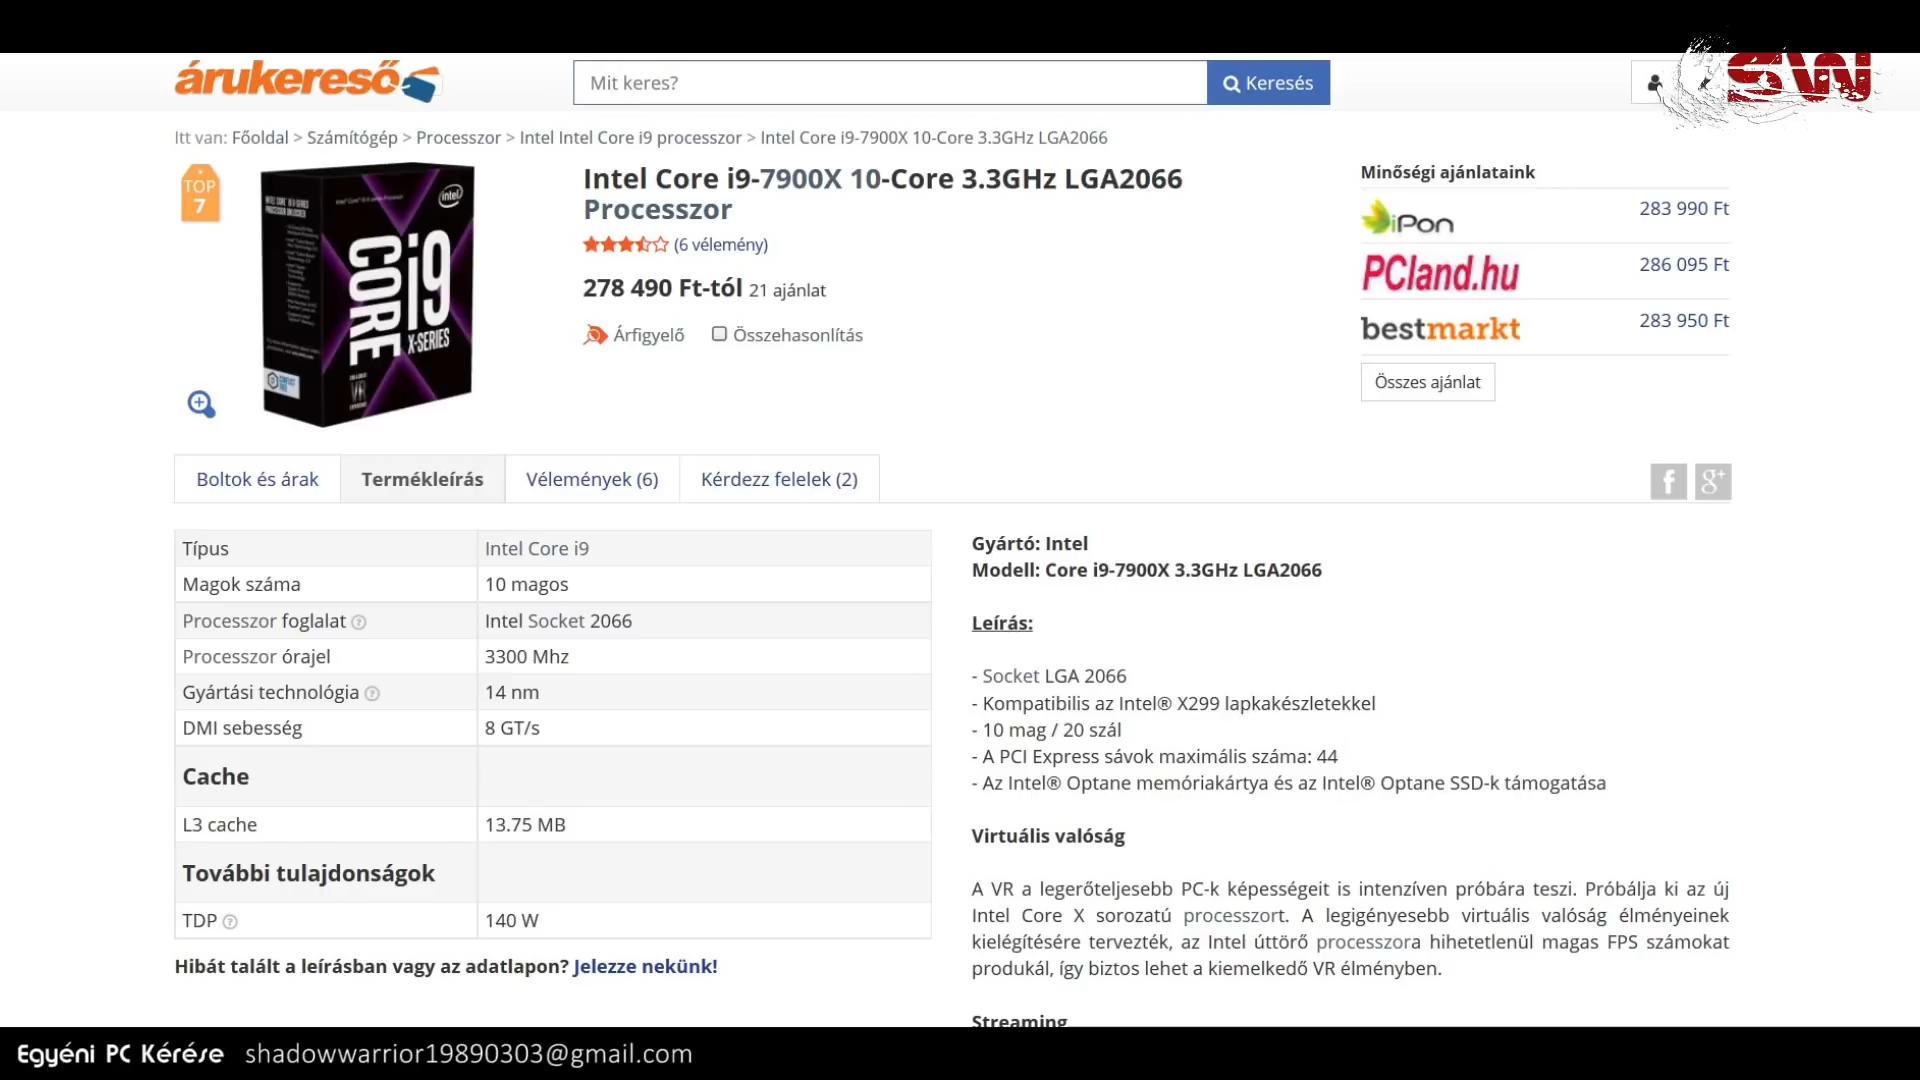 árukereső
Mit keres?
Keresés
SW
Itt van: Főoldal > Számítógép > Processzor > Intel Intel Core i9 processzor > Intel Core i9-7900X 10-Core 3.3GHz LGA2066
TOP
7
intel
CORE i9
X-SERIES
VR
Intel Core i9-7900X 10-Core 3.3GHz LGA2066
Processzor
(6 vélemény)
278 490 Ft-tól 21 ajánlat
Árfigyelő Összehasonlítás
Minőségi ajánlataink
iPon 283 990 Ft
PCland.hu 286 095 Ft
bestmarkt 283 950 Ft
Összes ajánlat
Boltok és árak Termékleírás Vélemények (6) Kérdezz felelek (2)
f g+
Típus Intel Core i9
Magok száma 10 magos
Processzor foglalat ? Intel Socket 2066
Processzor órajel 3300 Mhz
Gyártási technológia ? 14 nm
DMI sebesség 8 GT/s
Cache
L3 cache 13.75 MB
További tulajdonságok
TDP ? 140 W
Hibát talált a leírásban vagy az adatlapon? Jelezze nekünk!
Gyártó: Intel
Modell: Core i9-7900X 3.3GHz LGA2066
Leírás:
- Socket LGA 2066
- Kompatibilis az Intel® X299 lapkakészletekkel
- 10 mag / 20 szál
- A PCI Express sávok maximális száma: 44
- Az Intel® Optane memóriakártya és az Intel® Optane SSD-k támogatása
Virtuális valóság
A VR a legerőteljesebb PC-k képességeit is intenzíven próbára teszi. Próbálja ki az új
Intel Core X sorozatú processzort. A legigényesebb virtuális valóság élményeinek
kielégítésére tervezték, az Intel úttörő processzora hihetetlenül magas FPS számokat
produkál, így biztos lehet a kiemelkedő VR élményben.
Streaming
Egyéni PC Kérése shadowwarrior19890303@gmail.com